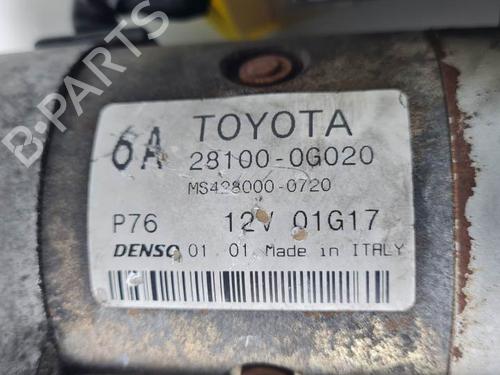 B-PARTS
6A TOYOTA
28100-0G020
MS428000-0720
P76 12V 01G17
DENSO 01 01 Made in ITALY